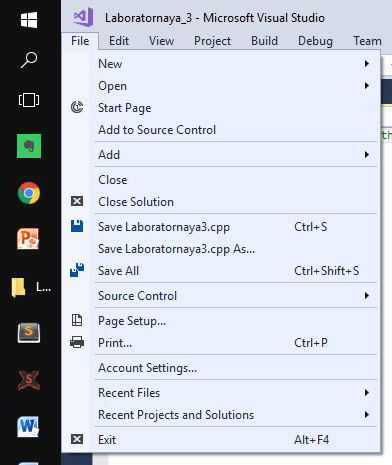 Laboratornaya_3 - Microsoft Visual Studio
File Edit View Project Build Debug Team
New
Open
Start Page
Add to Source Control
Add
Close
Close Solution
Save Laboratornaya3.cpp Ctrl+S
Save Laboratornaya3.cpp As...
Save All Ctrl+Shift+S
L...
Source Control
Page Setup...
Print... Ctrl+P
Account Settings...
Recent Files
Recent Projects and Solutions
Exit Alt+F4